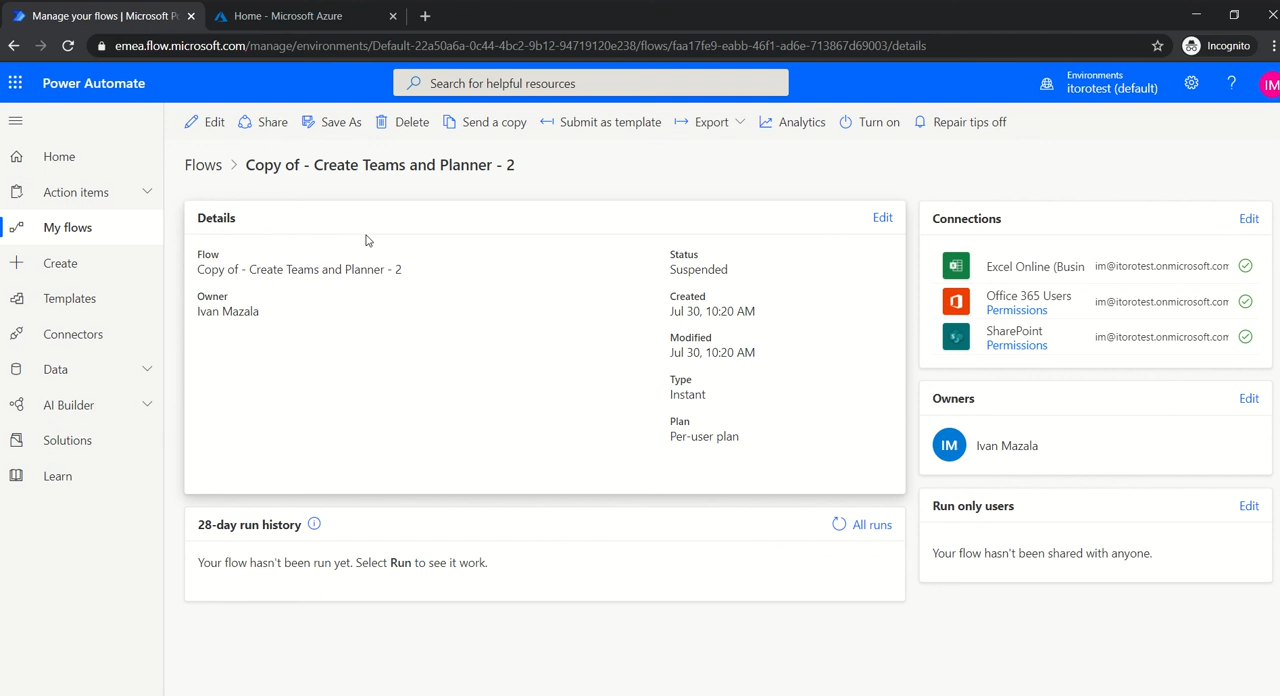 Manage your flows | Microsoft P
Home - Microsoft Azure
emea.flow.microsoft.com/manage/environments/Default-22a50a6a-0c44-4bc2-9b12-94719120e238/flows/faa17fe9-eabb-46f1-ad6e-713867d69003/details
Incognito
Power Automate
Search for helpful resources
Environments
itorotest (default)
?
IM
Edit Share Save As Delete Send a copy Submit as template Export Analytics Turn on Repair tips off
Home
Action items
My flows
Create
Templates
Connectors
Data
AI Builder
Solutions
Learn
Flows > Copy of - Create Teams and Planner - 2
Details Edit
Flow
Copy of - Create Teams and Planner - 2
Owner
Ivan Mazala
Status
Suspended
Created
Jul 30, 10:20 AM
Modified
Jul 30, 10:20 AM
Type
Instant
Plan
Per-user plan
28-day run history All runs
Your flow hasn't been run yet. Select Run to see it work.
Connections Edit
Excel Online (Busin im@itorotest.onmicrosoft.com
Office 365 Users im@itorotest.onmicrosoft.com
Permissions
SharePoint im@itorotest.onmicrosoft.com
Permissions
Owners Edit
IM Ivan Mazala
Run only users Edit
Your flow hasn't been shared with anyone.